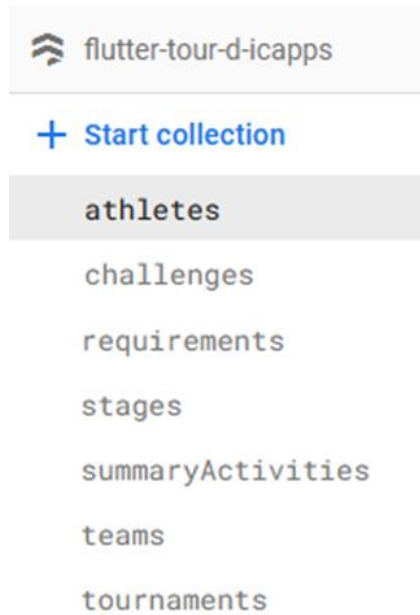 flutter-tour-d-icapps
+ Start collection
athletes
challenges
requirements
stages
summaryActivities
teams
tournaments